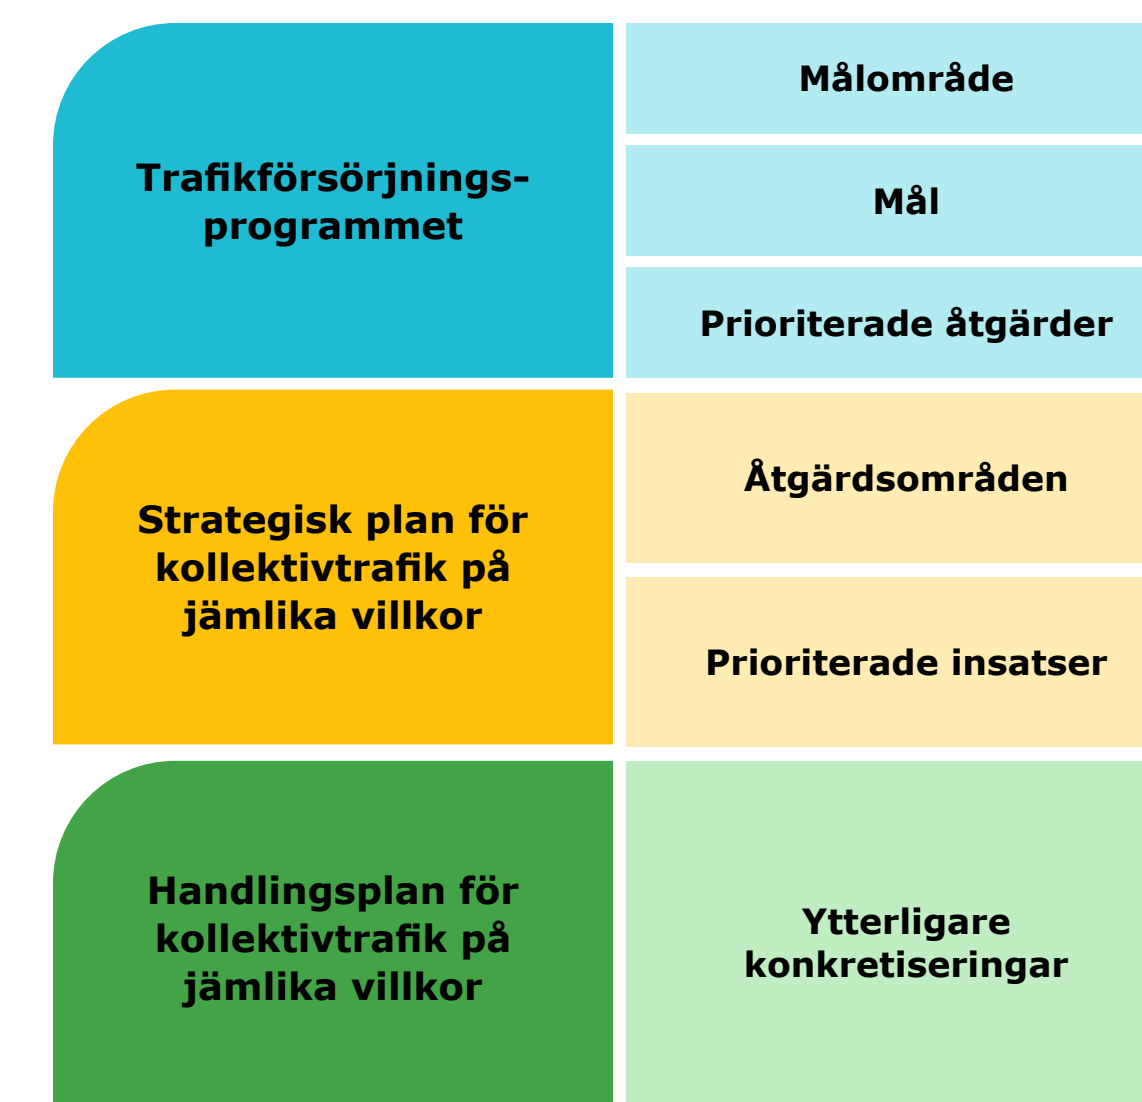 Trafikförsörjnings-
programmet
Målområde
Mål
Prioriterade åtgärder
Strategisk plan för
kollektivtrafik på
jämlika villkor
Åtgärdsområden
Prioriterade insatser
Handlingsplan för
kollektivtrafik på
jämlika villkor
Ytterligare
konkretiseringar